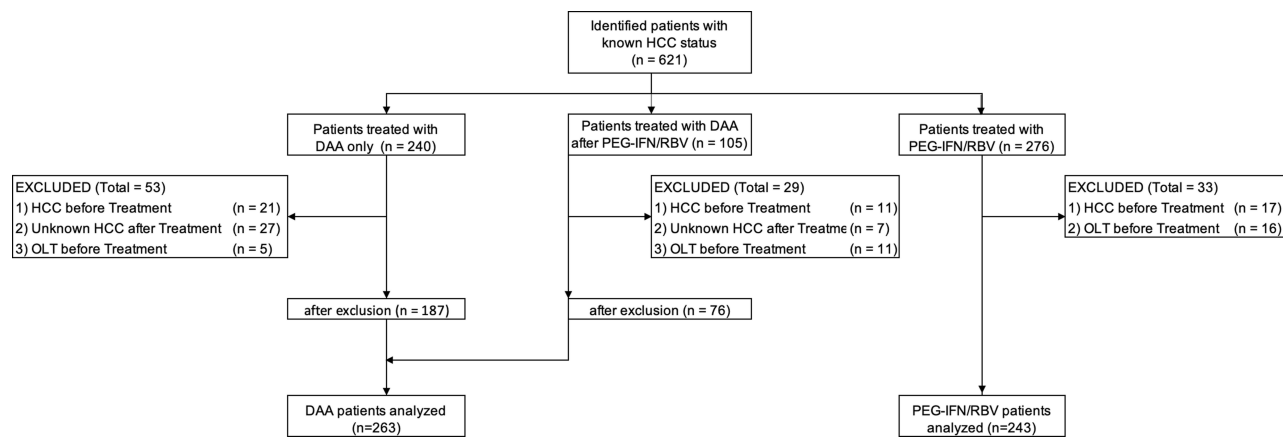 Identified patients with
known HCC status
(n = 621)
Patients treated with
DAA only (n = 240)
Patients treated with DAA
after PEG-IFN/RBV (n = 105)
Patients treated with
PEG-IFN/RBV (n = 276)
EXCLUDED (Total = 53)
1) HCC before Treatment (n = 21)
2) Unknown HCC after Treatment (n = 27)
3) OLT before Treatment (n = 5)
EXCLUDED (Total = 29)
1) HCC before Treatment (n = 11)
2) Unknown HCC after Treatme (n = 7)
3) OLT before Treatment (n = 11)
EXCLUDED (Total = 33)
1) HCC before Treatment (n = 17)
2) OLT before Treatment (n = 16)
after exclusion (n = 187)
after exclusion (n = 76)
DAA patients analyzed
(n=263)
PEG-IFN/RBV patients
analyzed (n=243)